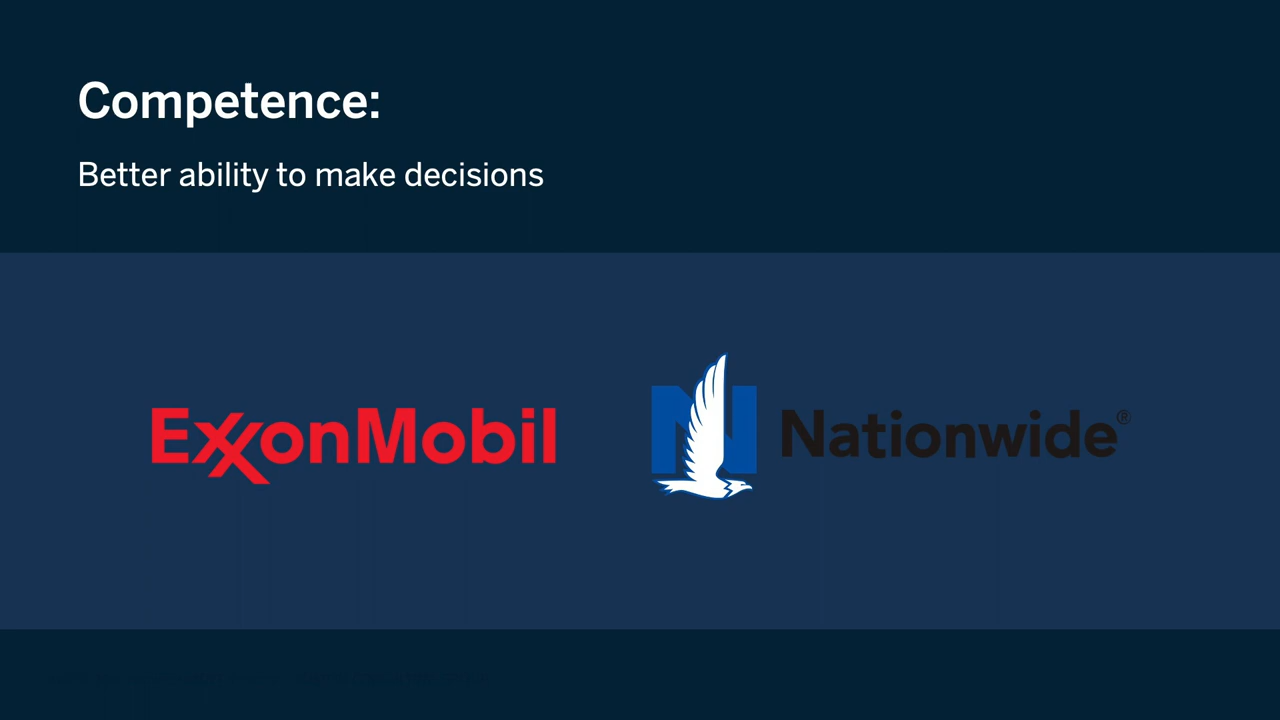 Competence:
Better ability to make decisions
ExxonMobil
Nationwide®